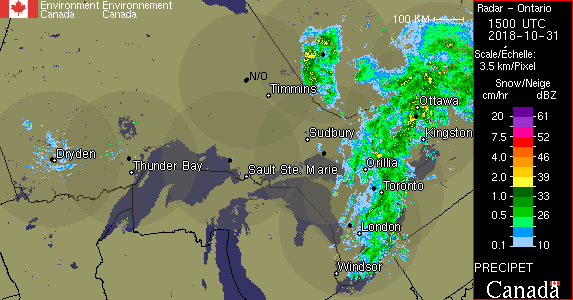 Environment Environnement
Canada Canada
100 KM
N/O
Timmins
Ottawa
Sudbury
Kingston
Dryden
Thunder Bay
Sault Ste. Marie
Orillia
Toronto
London
Windsor
Radar - Ontario
1500 UTC
2018-10-31
Scale/Échelle:
3.5 km/Pixel
Snow/Neige
cm/hr dBZ
20 61
7.5 52
4.0 46
2.0 39
1.0 33
0.5 26
0.1 10
PRECIPET
Canada